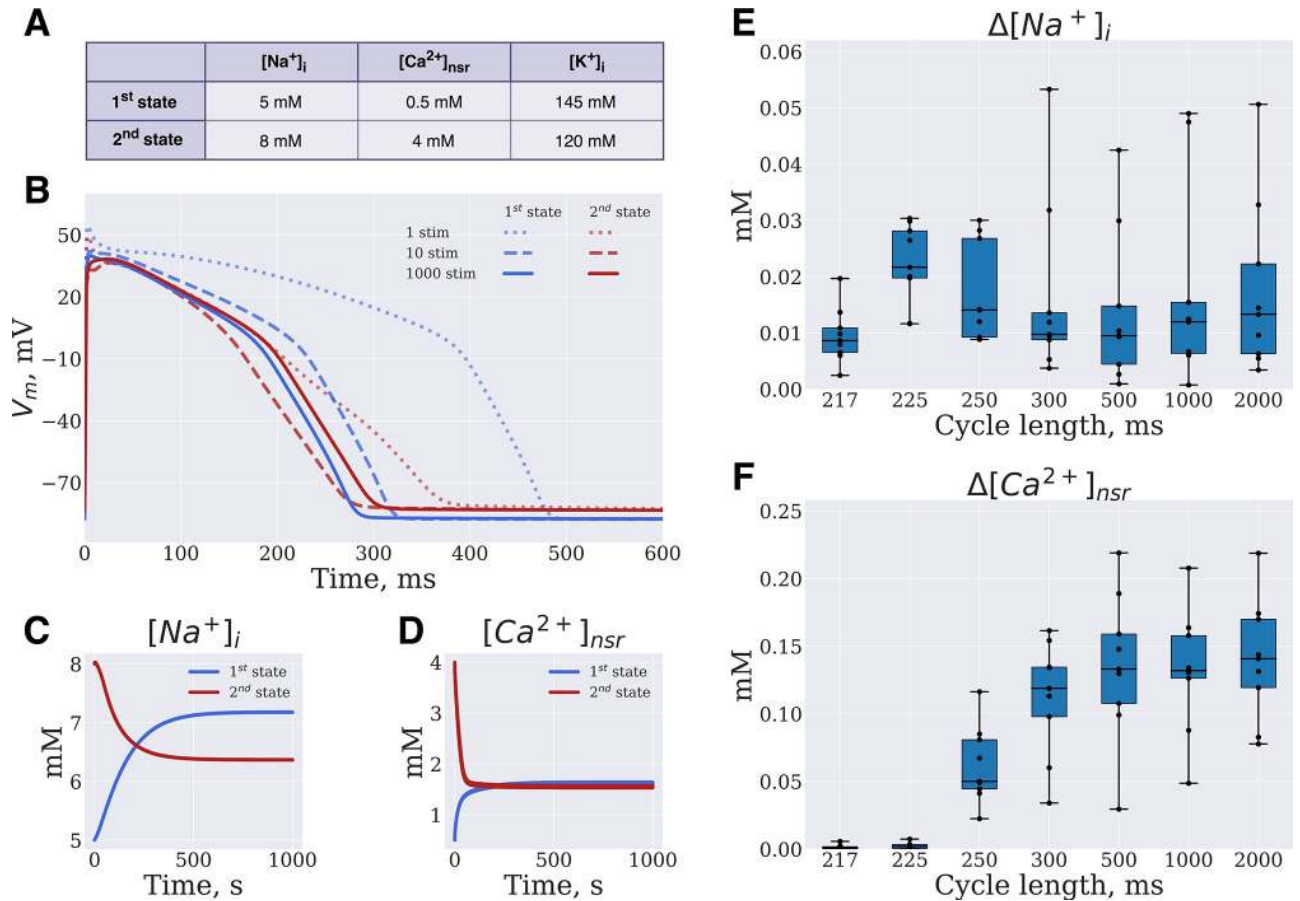 A
[Na⁺]ᵢ [Ca²⁺]nsr [K⁺]ᵢ
1st state 5 mM 0.5 mM 145 mM
2nd state 8 mM 4 mM 120 mM
B
1st state 2nd state
1 stim
10 stim
1000 stim
50
20
−10
−40
−70
Vm, mV
0 100 200 300 400 500 600
Time, ms
C
[Na⁺]ᵢ
1st state
2nd state
8
7
6
5
mM
0 500 1000
Time, s
D
[Ca²⁺]nsr
1st state
2nd state
4
3
2
1
mM
0 500 1000
Time, s
E
Δ[Na⁺]ᵢ
0.06
0.05
0.04
0.03
0.02
0.01
0.00
mM
217 225 250 300 500 1000 2000
Cycle length, ms
F
Δ[Ca²⁺]nsr
0.25
0.20
0.15
0.10
0.05
0.00
mM
217 225 250 300 500 1000 2000
Cycle length, ms